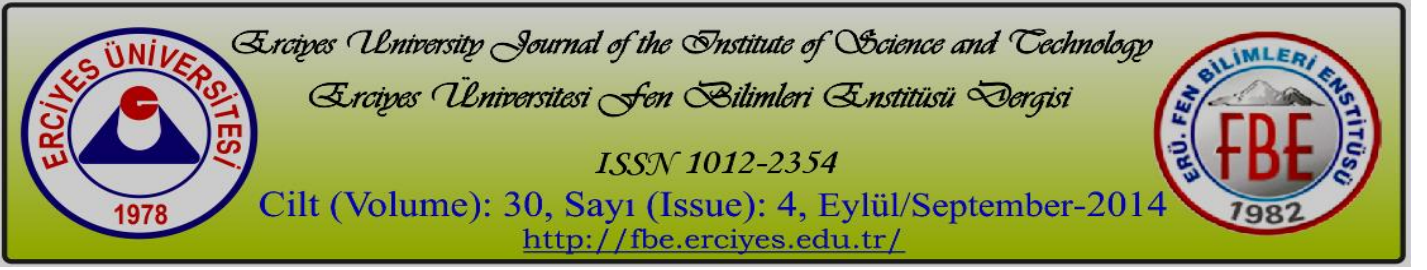 Erciyes University Journal of the Institute of Science and Technology
Erciyes Üniversitesi Fen Bilimleri Enstitüsü Dergisi
ISSN 1012-2354
Cilt (Volume): 30, Sayı (Issue): 4, Eylül/September-2014
http://fbe.erciyes.edu.tr/
ERCİYES ÜNİVERSİTESİ
1978
ERÜ. FEN BİLİMLERİ ENSTİTÜSÜ
FBE
1982